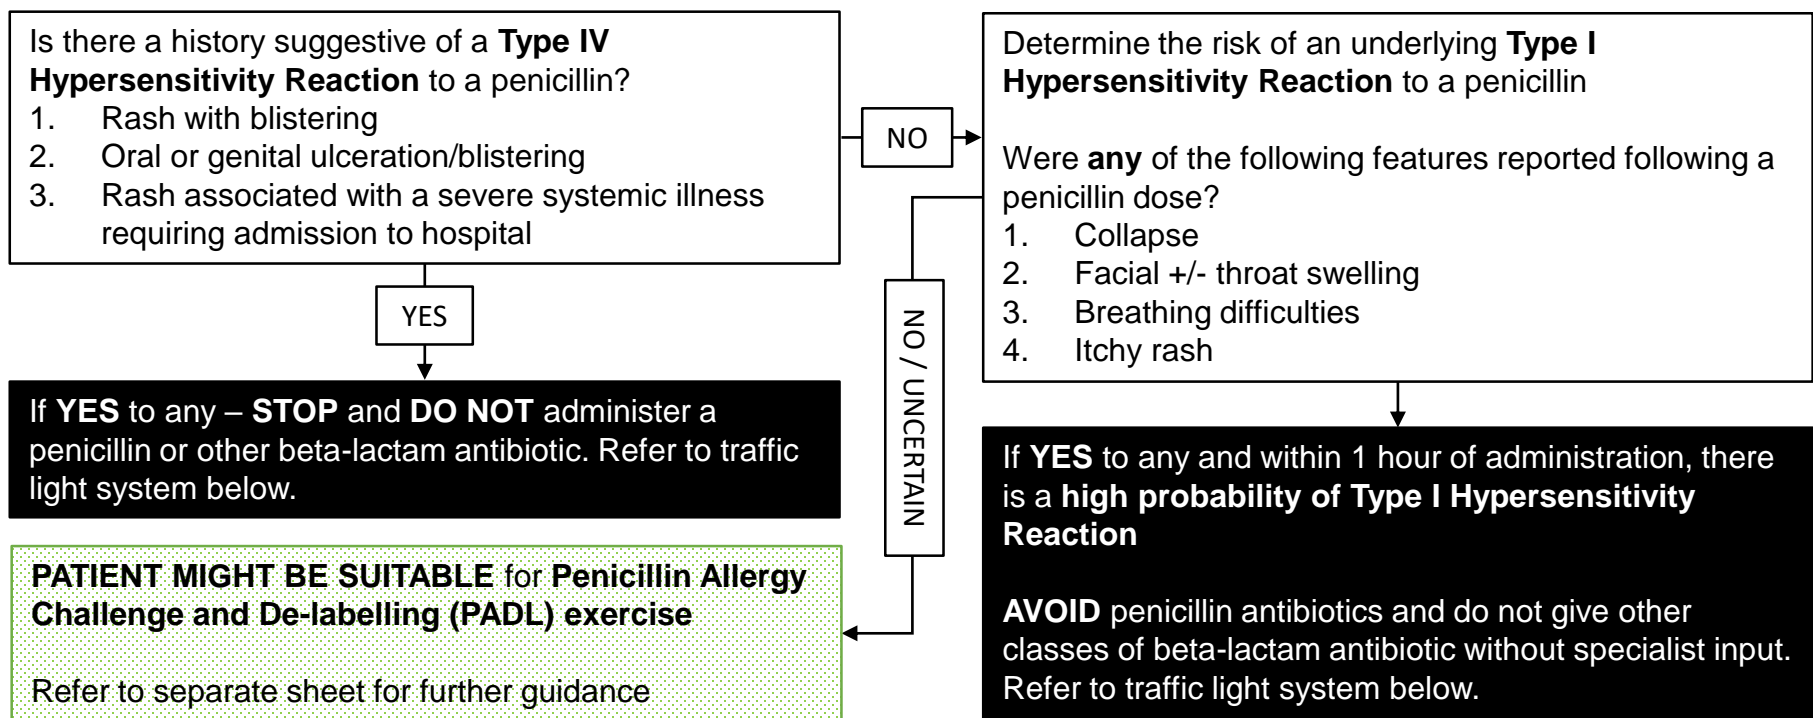 Is there a history suggestive of a Type IV
Hypersensitivity Reaction to a penicillin?
1. Rash with blistering
2. Oral or genital ulceration/blistering
3. Rash associated with a severe systemic illness
requiring admission to hospital
NO
Determine the risk of an underlying Type I
Hypersensitivity Reaction to a penicillin
Were any of the following features reported following a
penicillin dose?
1. Collapse
2. Facial +/- throat swelling
3. Breathing difficulties
4. Itchy rash
YES
NO / UNCERTAIN
If YES to any – STOP and DO NOT administer a
penicillin or other beta-lactam antibiotic. Refer to traffic
light system below.
If YES to any and within 1 hour of administration, there
is a high probability of Type I Hypersensitivity
Reaction
AVOID penicillin antibiotics and do not give other
classes of beta-lactam antibiotic without specialist input.
Refer to traffic light system below.
PATIENT MIGHT BE SUITABLE for Penicillin Allergy
Challenge and De-labelling (PADL) exercise
Refer to separate sheet for further guidance